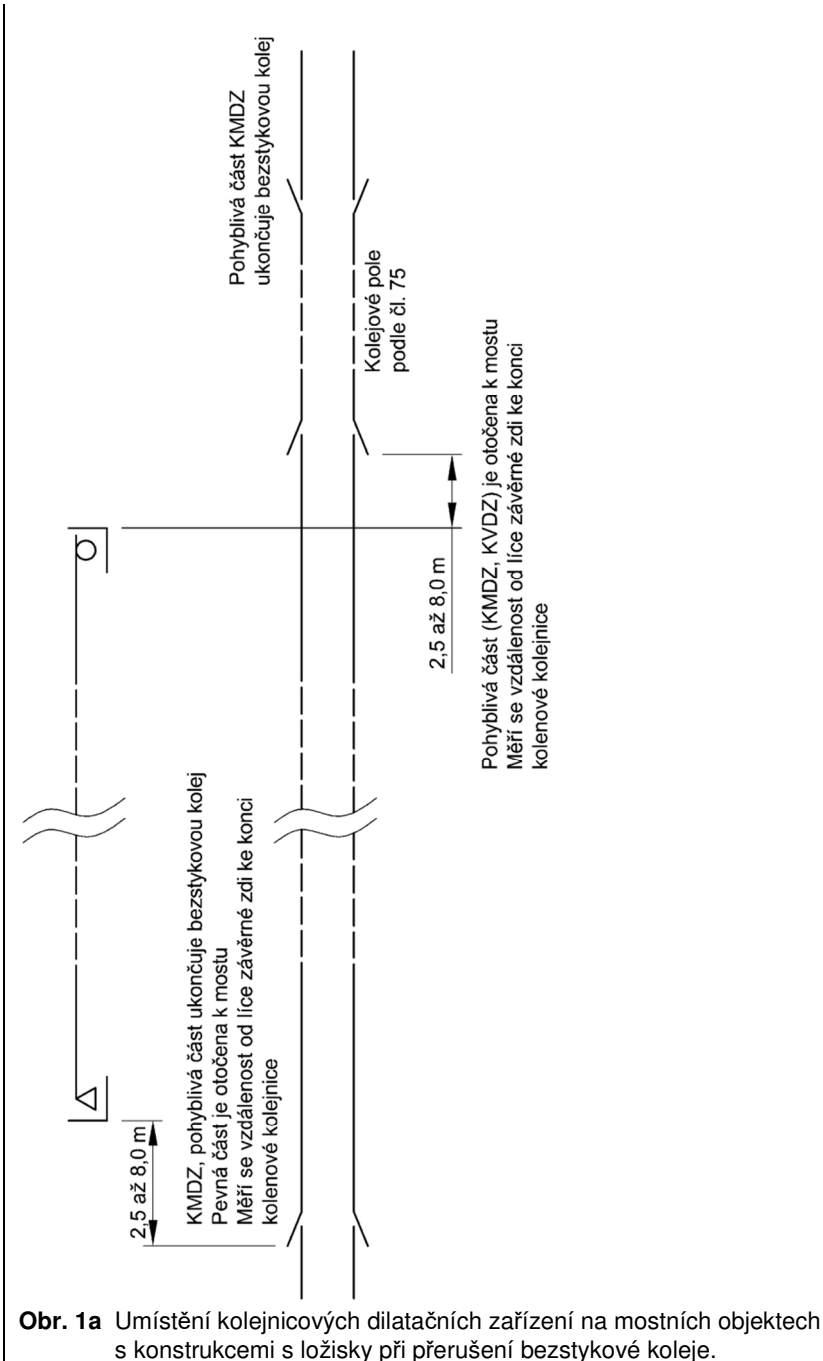 2,5 až 8,0 m
KMDZ, pohyblivá část ukončuje bezstykovou kolej
Pevná část je otočena k mostu
Měří se vzdálenost od líce závěrné zdi ke konci
kolenové kolejnice
Pohyblivá část KMDZ
ukončuje bezstykovou kolej
Kolejové pole
podle čl. 75
2,5 až 8,0 m
Pohyblivá část (KMDZ, KVDZ) je otočena k mostu
Měří se vzdálenost od líce závěrné zdi ke konci
kolenové kolejnice
Obr. 1a Umístění kolejnicových dilatačních zařízení na mostních objektech
s konstrukcemi s ložisky při přerušení bezstykové koleje.